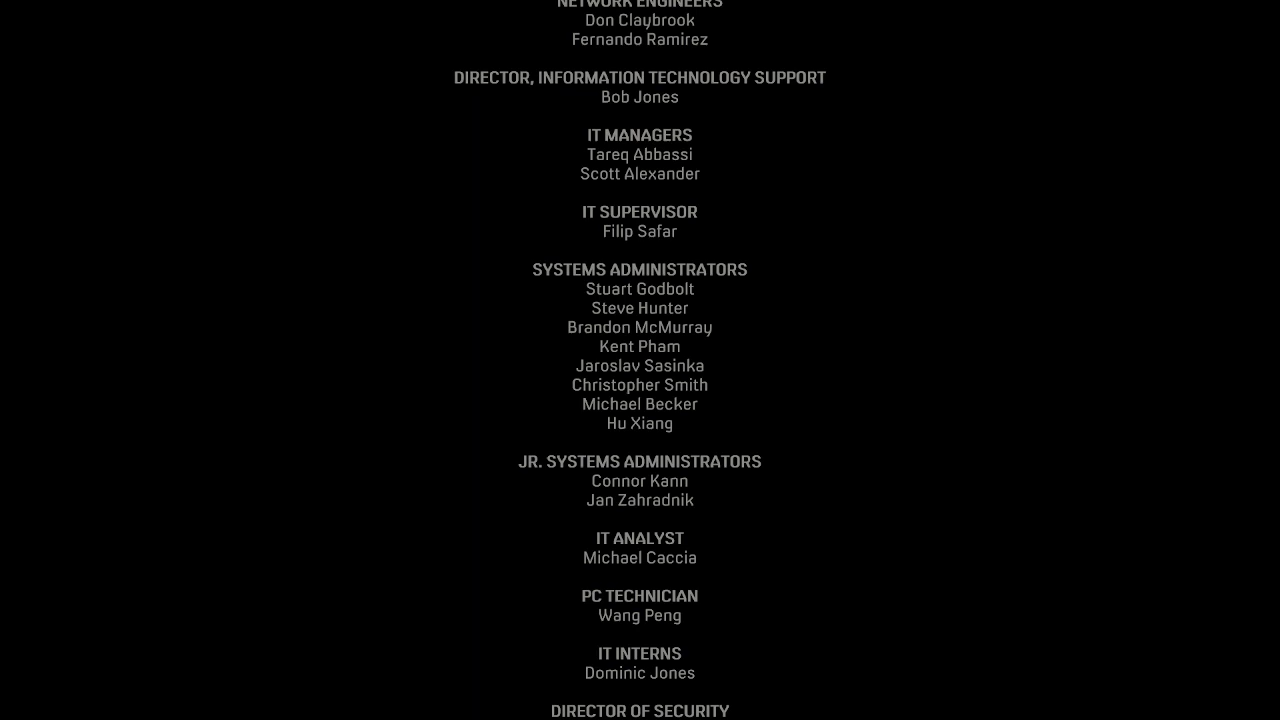 NETWORK ENGINEERS
Don Claybrook
Fernando Ramirez
DIRECTOR, INFORMATION TECHNOLOGY SUPPORT
Bob Jones
IT MANAGERS
Tareq Abbassi
Scott Alexander
IT SUPERVISOR
Filip Safar
SYSTEMS ADMINISTRATORS
Stuart Godbolt
Steve Hunter
Brandon McMurray
Kent Pham
Jaroslav Sasinka
Christopher Smith
Michael Becker
Hu Xiang
JR. SYSTEMS ADMINISTRATORS
Connor Kann
Jan Zahradnik
IT ANALYST
Michael Caccia
PC TECHNICIAN
Wang Peng
IT INTERNS
Dominic Jones
DIRECTOR OF SECURITY